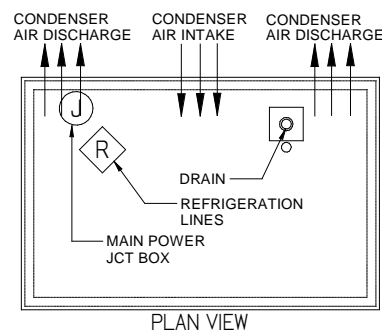 CONDENSER
AIR DISCHARGE
CONDENSER
AIR INTAKE
CONDENSER
AIR DISCHARGE
J
R
DRAIN
REFRIGERATION
LINES
MAIN POWER
JCT BOX
PLAN VIEW